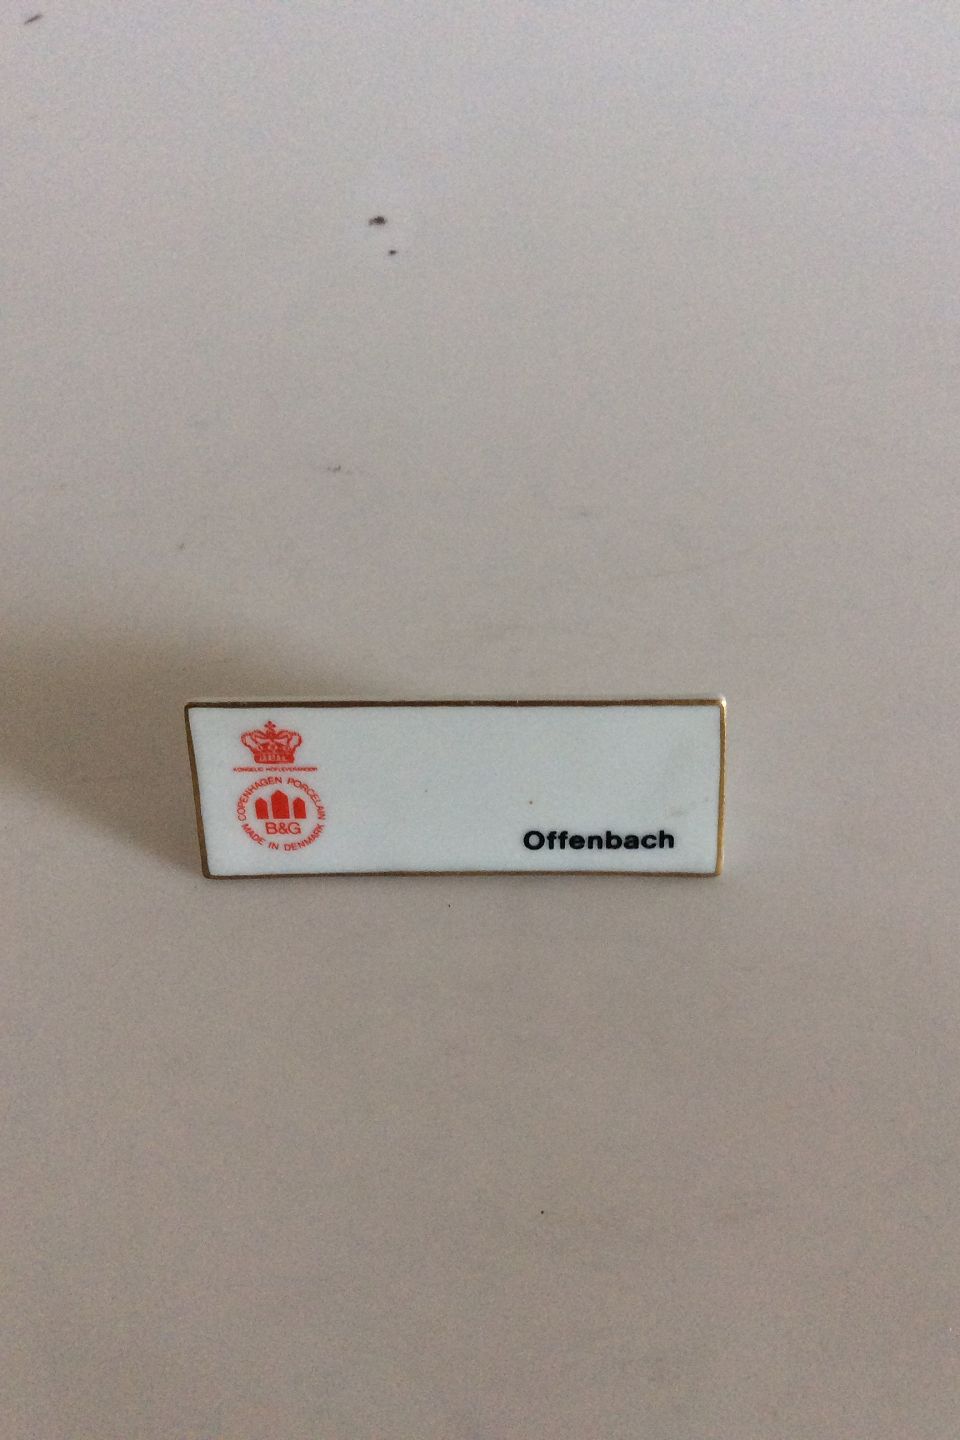 KONGELIG HOFLEVERANDØR
COPENHAGEN PORCELAIN
B&G
MADE IN DENMARK
Offenbach